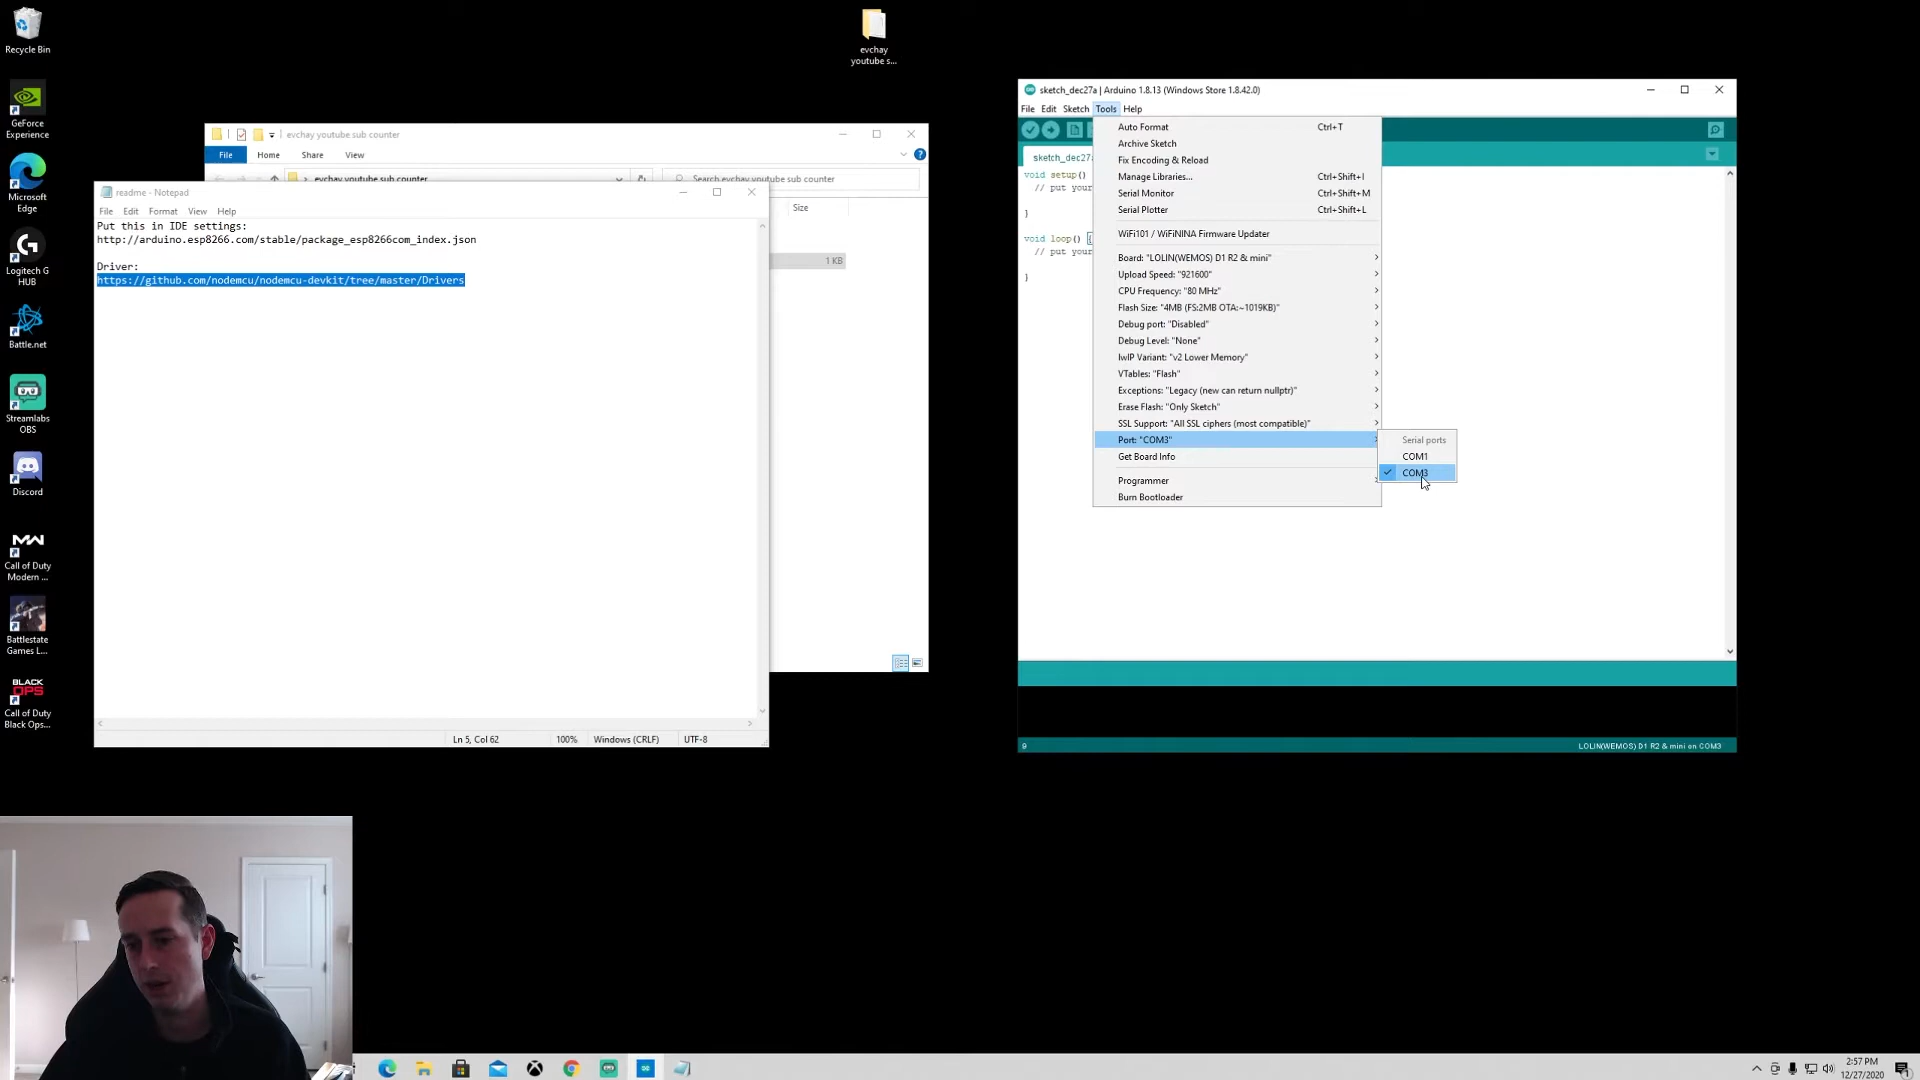 Recycle Bin
GeForce
Experience
Microsoft
Edge
Logitech G
HUB
Battle.net
Streamlabs
OBS
Discord
MW
Call of Duty
Modern ...
Battlestate
Games L...
BLACK
OPS
Call of Duty
Black Ops...
evchay
youtube s...
evchay youtube sub counter
File Home Share View
evchay youtube sub counter
Search evchay youtube sub counter
Size
1 KB
readme - Notepad
File Edit Format View Help
Put this in IDE settings:
http://arduino.esp8266.com/stable/package_esp8266com_index.json
Driver:
https://github.com/nodemcu/nodemcu-devkit/tree/master/Drivers
Ln 5, Col 62 100% Windows (CRLF) UTF-8
sketch_dec27a | Arduino 1.8.13 (Windows Store 1.8.42.0)
File Edit Sketch Tools Help
sketch_dec27a
void setup()
// put your
}
void loop() {
// put your
}
Auto Format Ctrl+T
Archive Sketch
Fix Encoding & Reload
Manage Libraries... Ctrl+Shift+I
Serial Monitor Ctrl+Shift+M
Serial Plotter Ctrl+Shift+L
WiFi101 / WiFiNINA Firmware Updater
Board: "LOLIN(WEMOS) D1 R2 & mini"
Upload Speed: "921600"
CPU Frequency: "80 MHz"
Flash Size: "4MB (FS:2MB OTA:~1019KB)"
Debug port: "Disabled"
Debug Level: "None"
lwIP Variant: "v2 Lower Memory"
VTables: "Flash"
Exceptions: "Legacy (new can return nullptr)"
Erase Flash: "Only Sketch"
SSL Support: "All SSL ciphers (most compatible)"
Port: "COM3"
Get Board Info
Programmer
Burn Bootloader
Serial ports
COM1
COM3
9
LOLIN(WEMOS) D1 R2 & mini on COM3
2:57 PM
12/27/2020